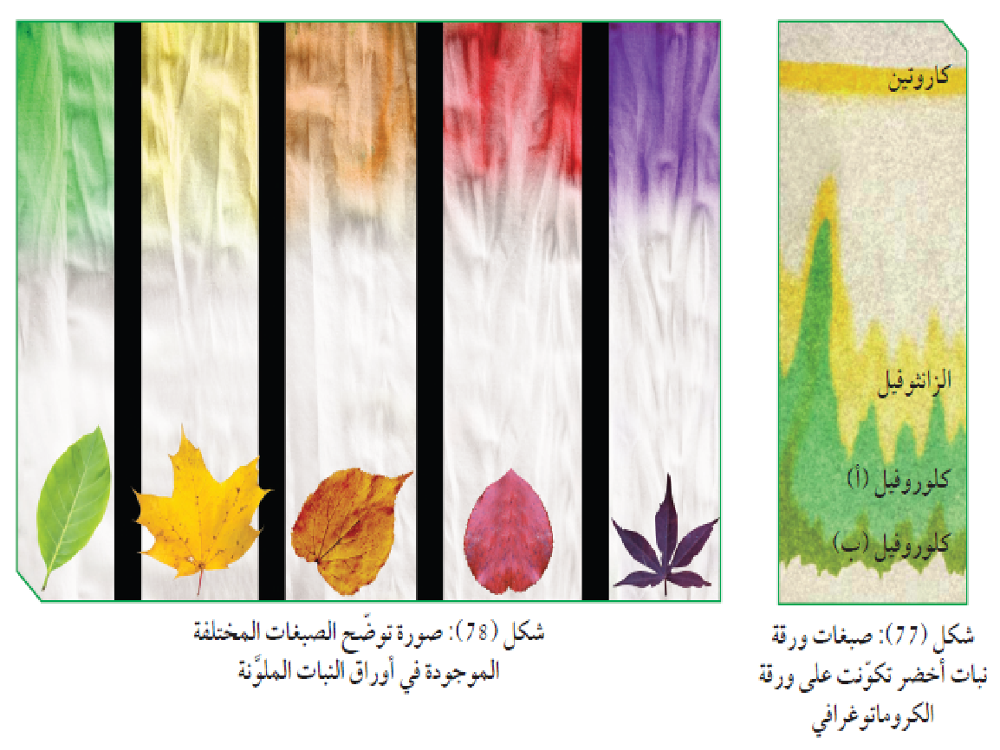 كاروتين
الزانثوفيل
كلوروفيل (أ)
كلوروفيل (ب)
شكل (77): صبغات ورقة
نبات أخضر تكوّنت على ورقة
الكروماتوغرافي
شكل (78): صورة توضّح الصبغات المختلفة
الموجودة في أوراق النبات الملوَّنة